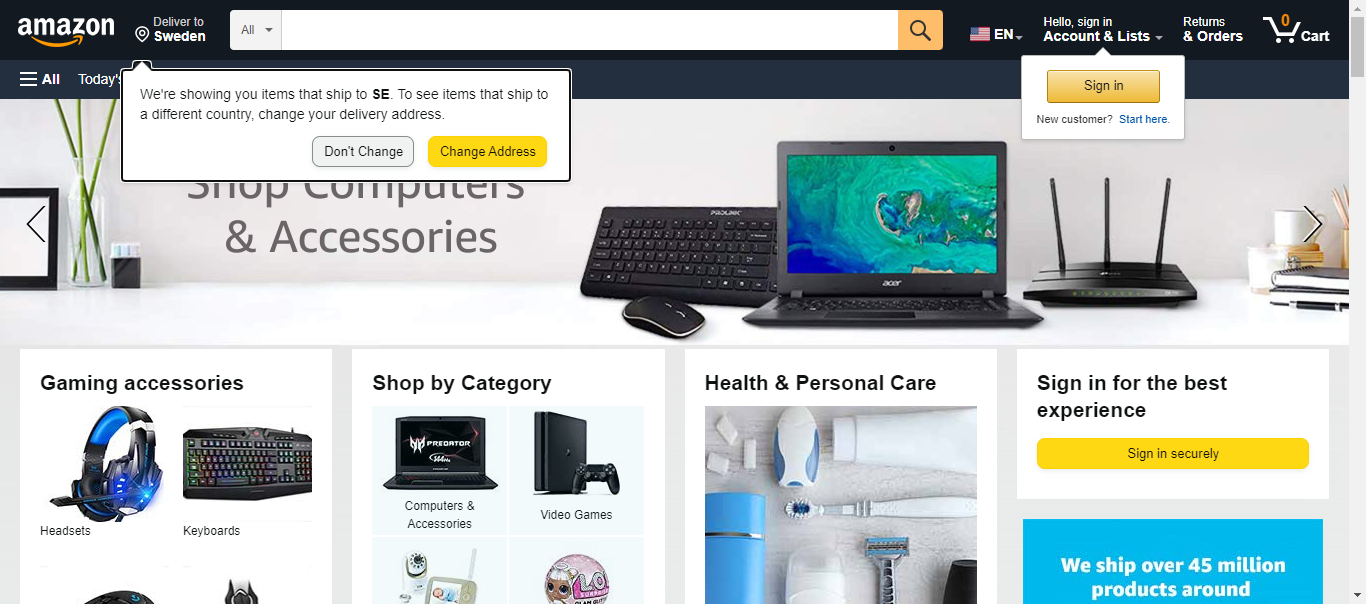 amazon
Deliver to
Sweden
All
EN
Hello, sign in
Account & Lists
Returns
& Orders
0
Cart
All
Today's
We're showing you items that ship to SE. To see items that ship to
a different country, change your delivery address.
Don't Change
Change Address
Sign in
New customer? Start here.
Shop Computers
& Accessories
PROLINK
acer
Gaming accessories
Headsets
Keyboards
Shop by Category
PREDATOR
Computers &
Accessories
Video Games
Health & Personal Care
Sign in for the best
experience
Sign in securely
We ship over 45 million
products around